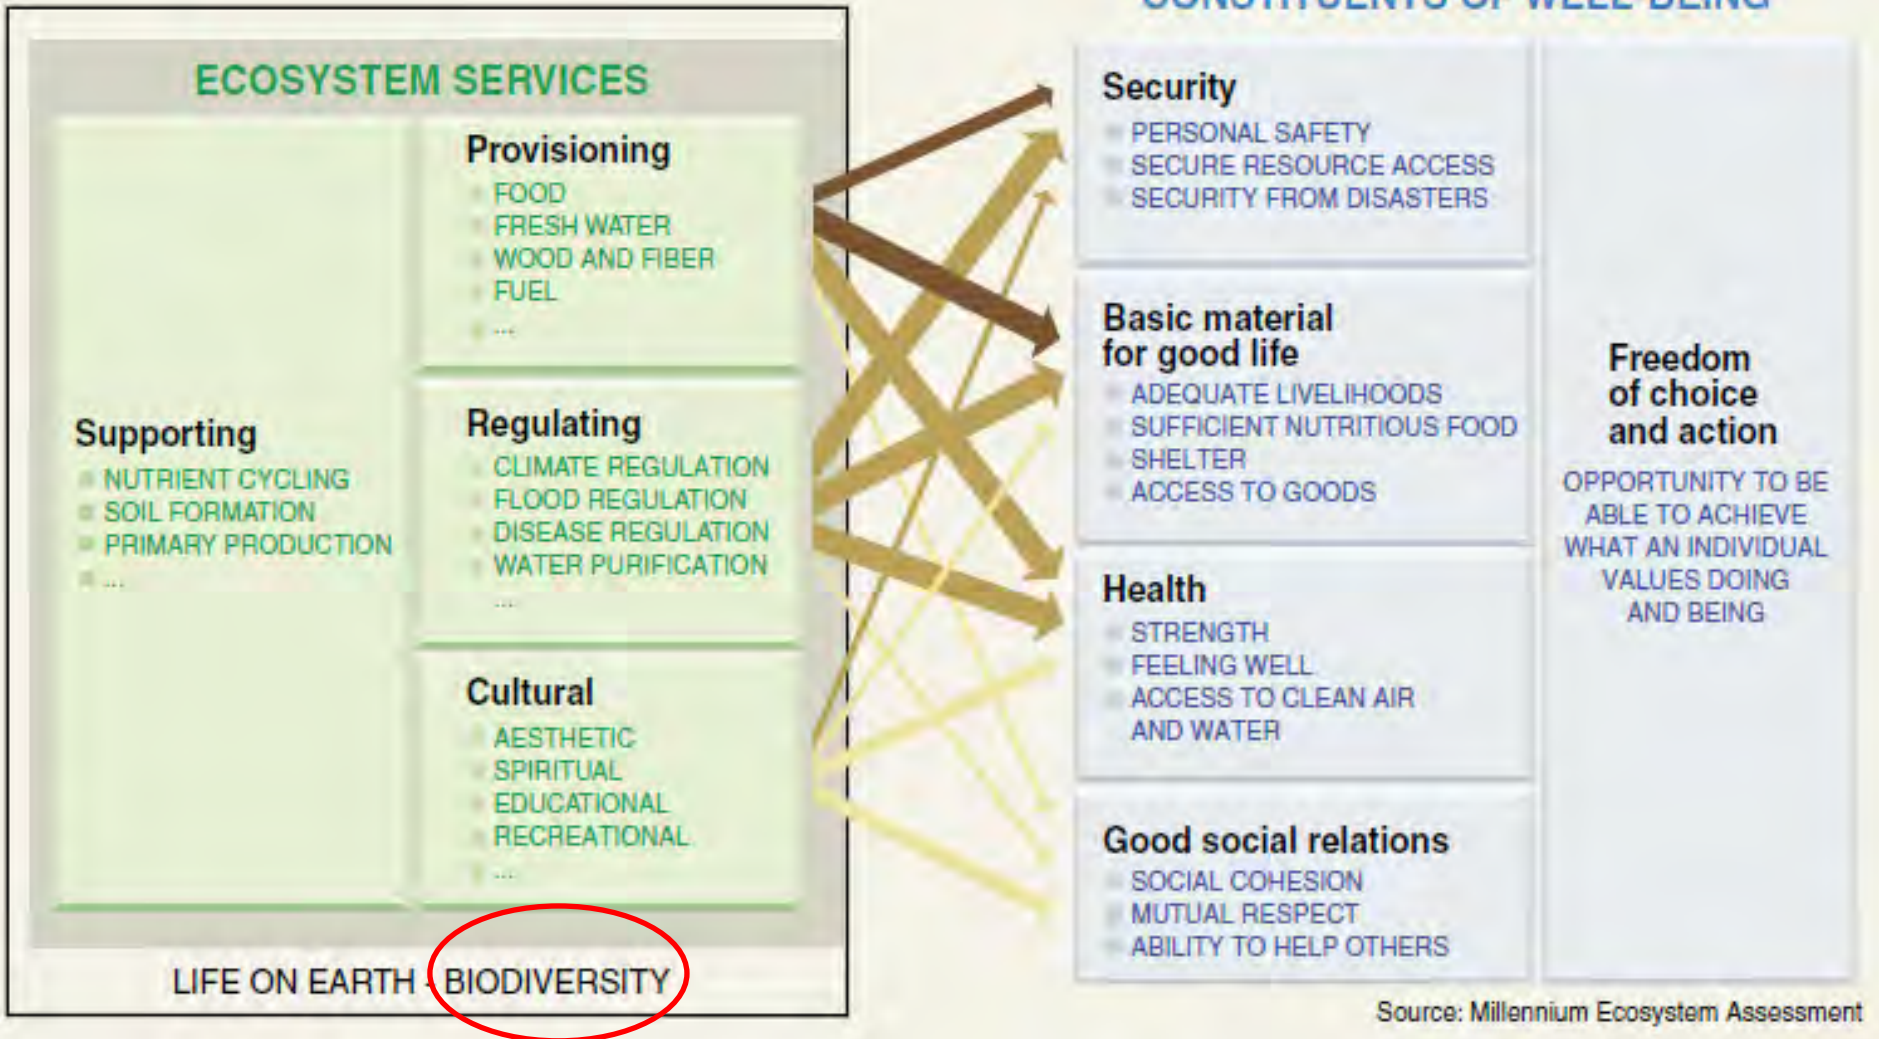 CONSTITUENTS OF WELL-BEING
ECOSYSTEM SERVICES
Supporting
NUTRIENT CYCLING
SOIL FORMATION
PRIMARY PRODUCTION
...
Provisioning
FOOD
FRESH WATER
WOOD AND FIBER
FUEL
...
Regulating
CLIMATE REGULATION
FLOOD REGULATION
DISEASE REGULATION
WATER PURIFICATION
...
Cultural
AESTHETIC
SPIRITUAL
EDUCATIONAL
RECREATIONAL
...
LIFE ON EARTH - BIODIVERSITY
Security
PERSONAL SAFETY
SECURE RESOURCE ACCESS
SECURITY FROM DISASTERS
Basic material
for good life
ADEQUATE LIVELIHOODS
SUFFICIENT NUTRITIOUS FOOD
SHELTER
ACCESS TO GOODS
Health
STRENGTH
FEELING WELL
ACCESS TO CLEAN AIR
AND WATER
Good social relations
SOCIAL COHESION
MUTUAL RESPECT
ABILITY TO HELP OTHERS
Freedom
of choice
and action
OPPORTUNITY TO BE
ABLE TO ACHIEVE
WHAT AN INDIVIDUAL
VALUES DOING
AND BEING
Source: Millennium Ecosystem Assessment